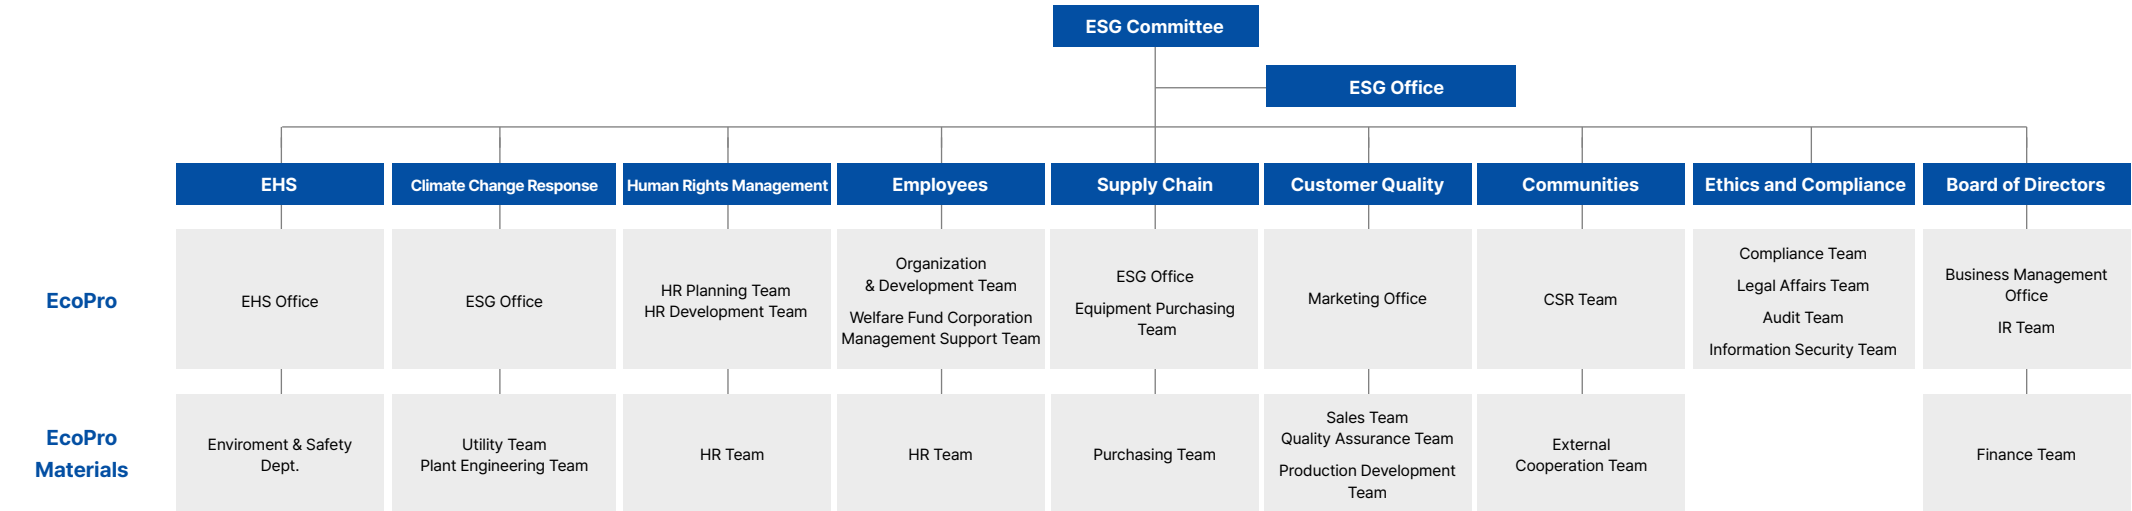 ESG Committee
ESG Office
EHS
Climate Change Response
Human Rights Management
Employees
Supply Chain
Customer Quality
Communities
Ethics and Compliance
Board of Directors
EcoPro
EHS Office
ESG Office
HR Planning Team
HR Development Team
Organization
& Development Team
Welfare Fund Corporation
Management Support Team
ESG Office
Equipment Purchasing
Team
Marketing Office
CSR Team
Compliance Team
Legal Affairs Team
Audit Team
Information Security Team
Business Management
Office
IR Team
EcoPro
Materials
Enviroment & Safety
Dept.
Utility Team
Plant Engineering Team
HR Team
HR Team
Purchasing Team
Sales Team
Quality Assurance Team
Production Development
Team
External
Cooperation Team
Finance Team